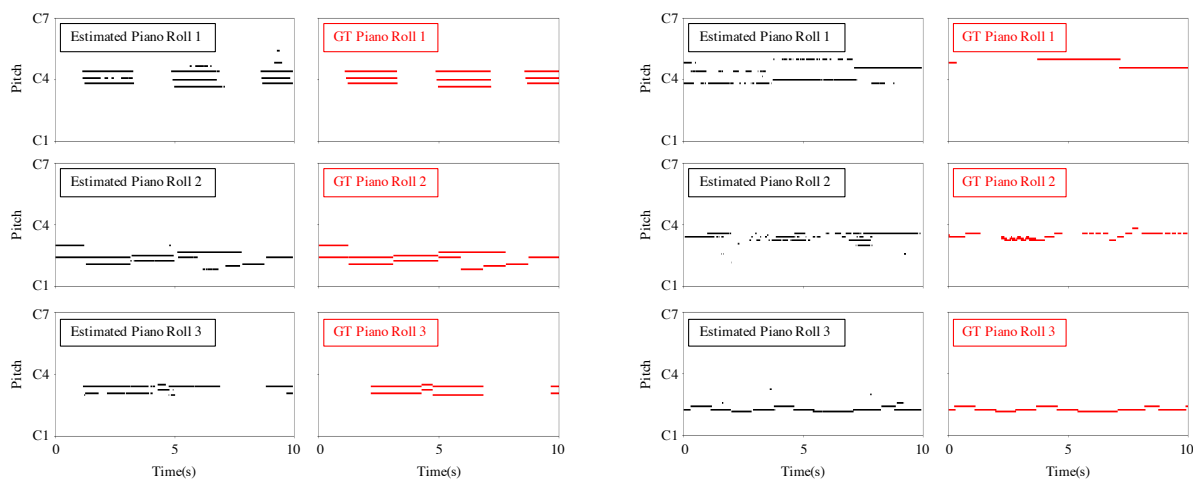 C7
Estimated Piano Roll 1
GT Piano Roll 1
Pitch
C4
C1
C7
Estimated Piano Roll 2
GT Piano Roll 2
Pitch
C4
C1
C7
Estimated Piano Roll 3
GT Piano Roll 3
Pitch
C4
C1
0
5
10
5
10
Time(s)
Time(s)
C7
Estimated Piano Roll 1
GT Piano Roll 1
Pitch
C4
C1
C7
Estimated Piano Roll 2
GT Piano Roll 2
Pitch
C4
C1
C7
Estimated Piano Roll 3
GT Piano Roll 3
Pitch
C4
C1
0
5
10
5
10
Time(s)
Time(s)